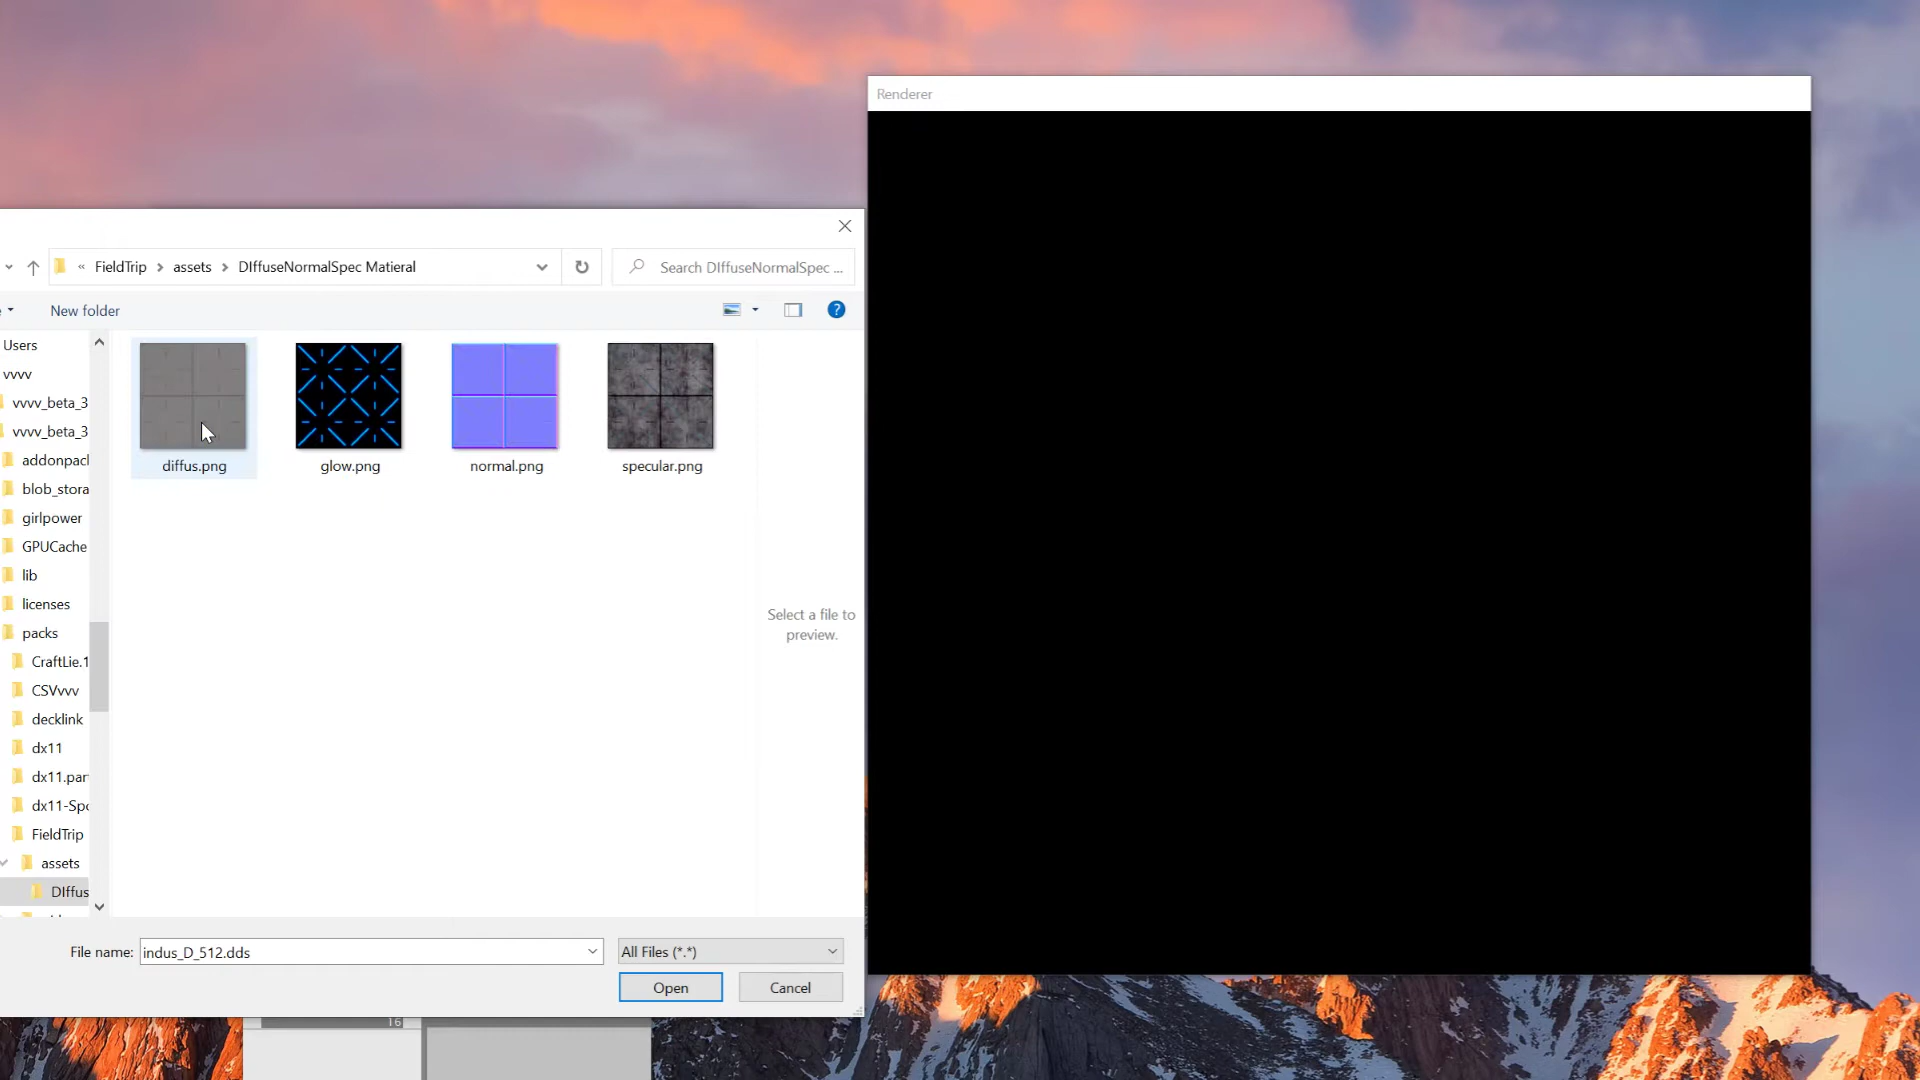 Renderer
« FieldTrip > assets > DIffuseNormalSpec Matieral
Search DIffuseNormalSpec ...
New folder
?
Users
vvvv
vvvv_beta_3
vvvv_beta_3
addonpacl
blob_stora
girlpower
GPUCache
lib
licenses
packs
CraftLie.1
CSVvvv
decklink
dx11
dx11.par
dx11-Spo
FieldTrip
assets
DIffus
diffus.png
glow.png
normal.png
specular.png
Select a file to
preview.
File name: indus_D_512.dds
All Files (*.*)
Open
Cancel
16